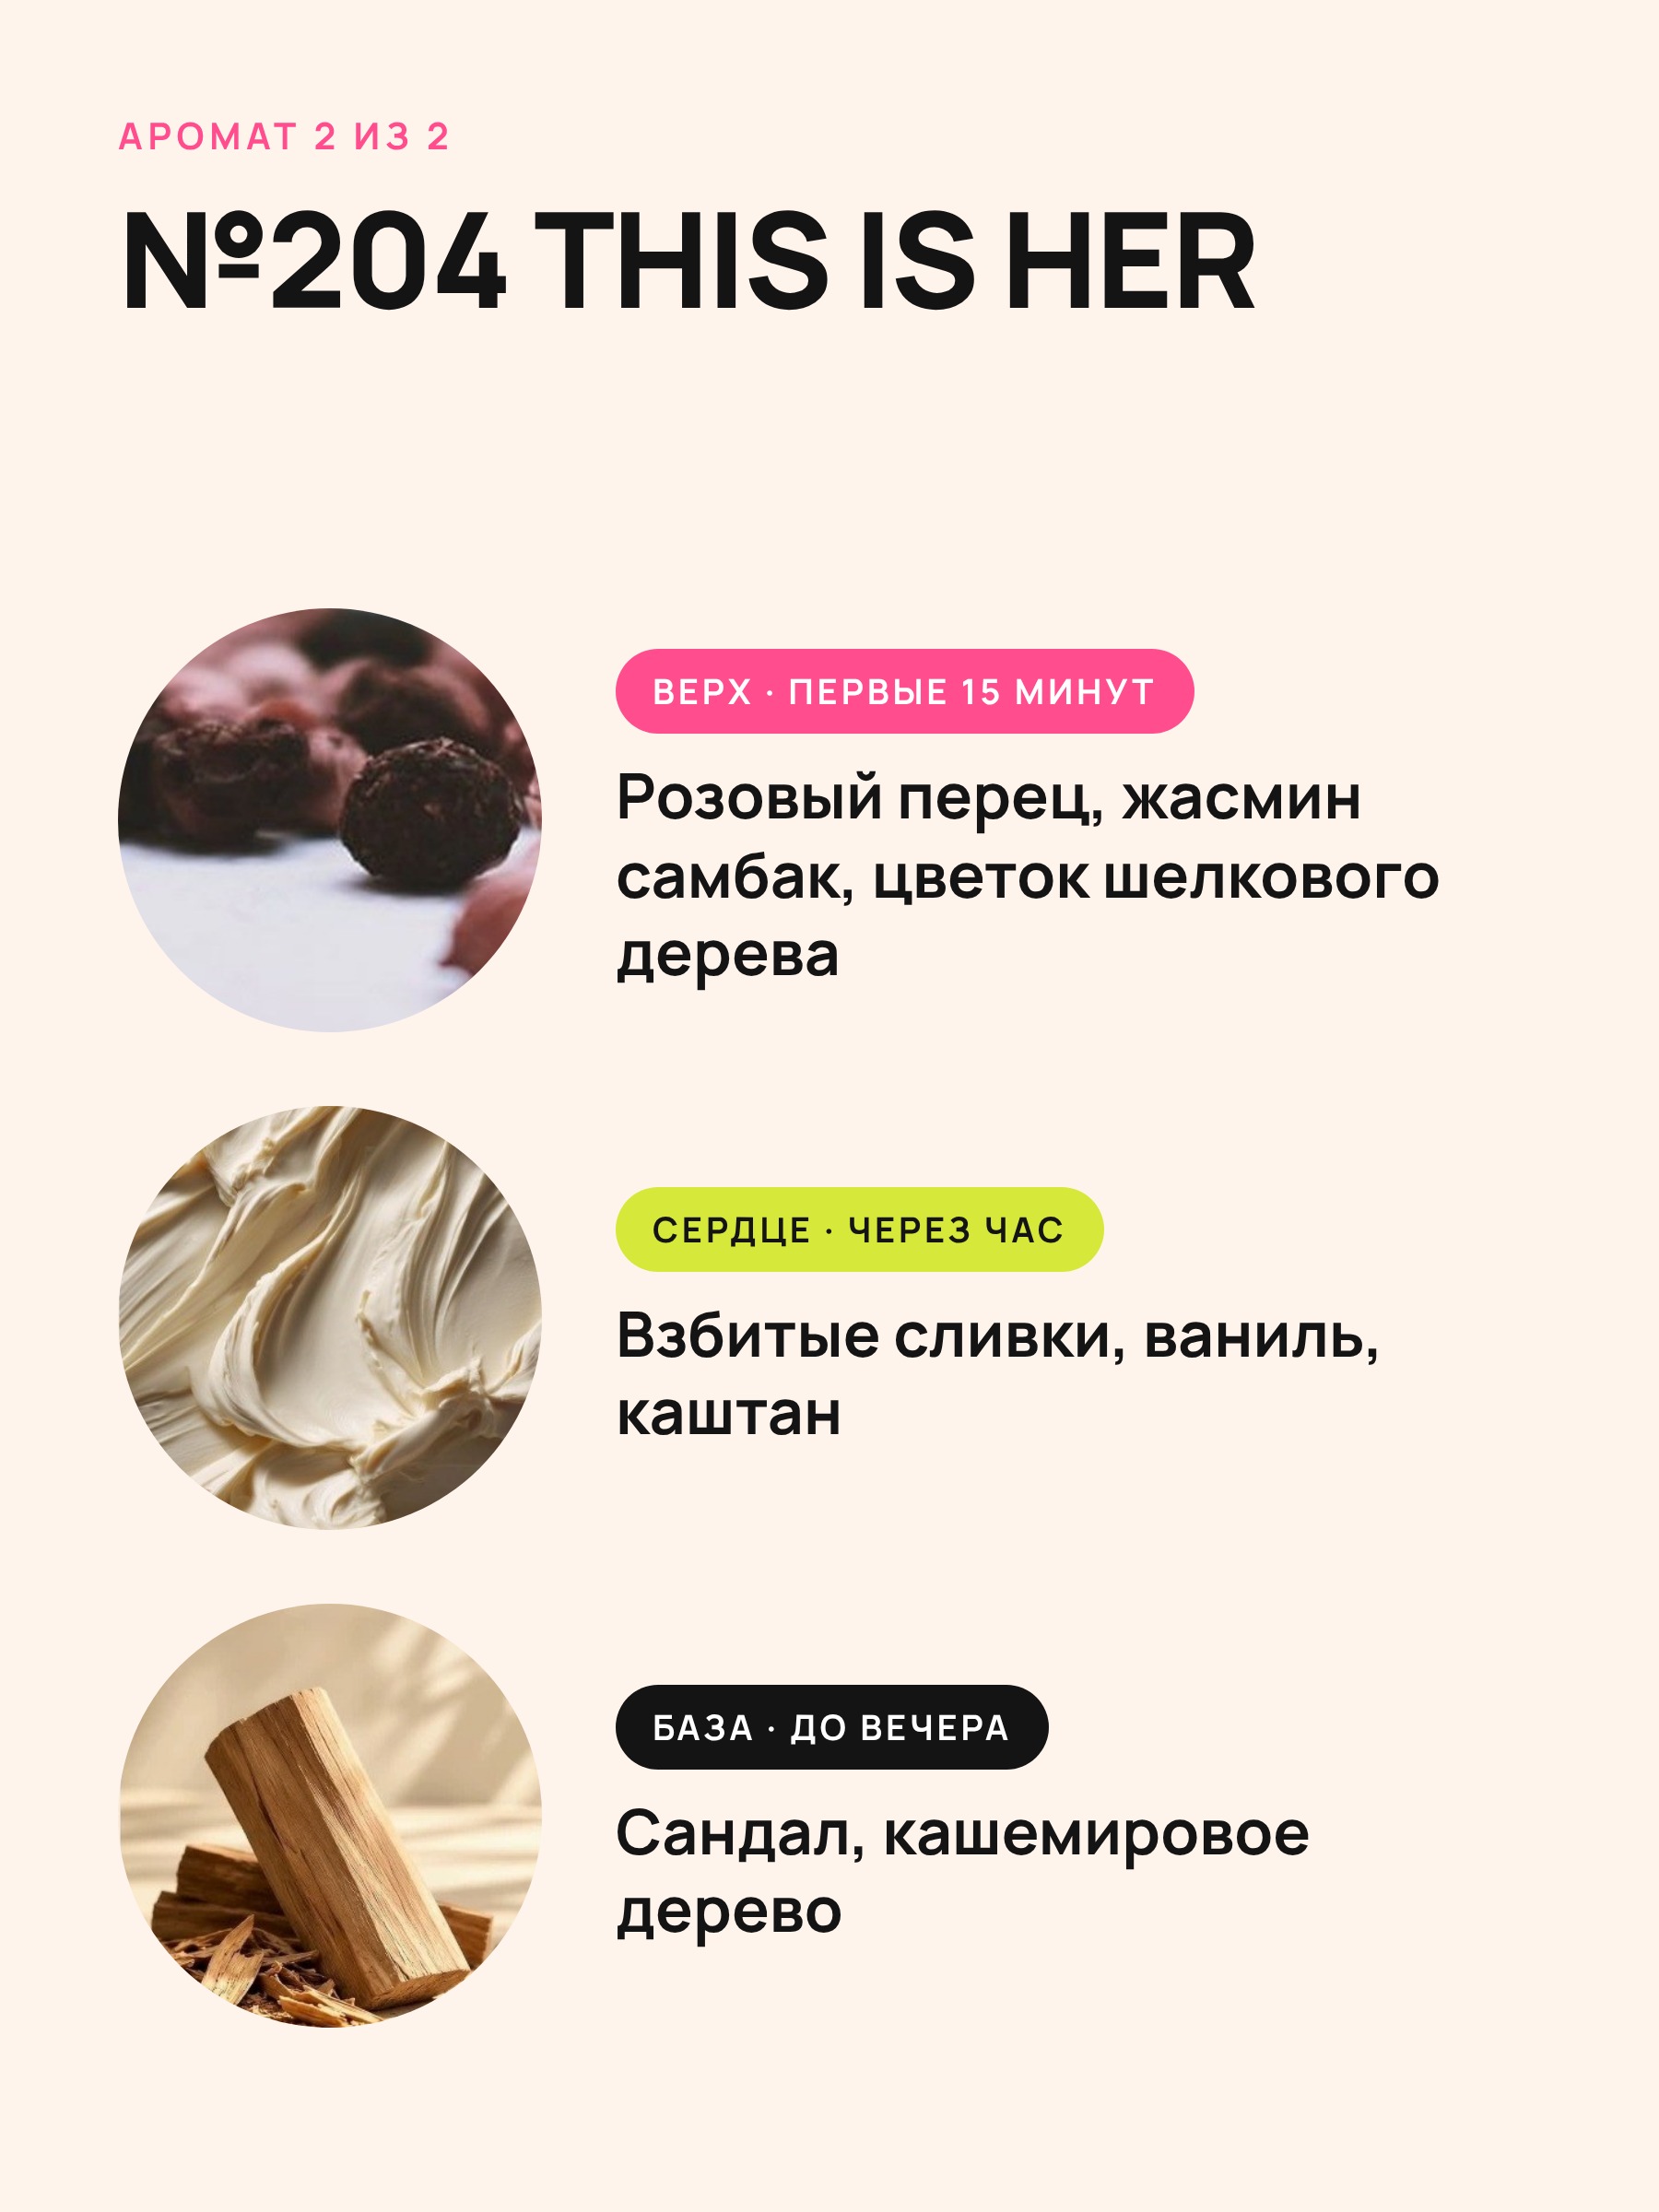 АРОМАТ 2 ИЗ 2
№204 THIS IS HER
ВЕРХ · ПЕРВЫЕ 15 МИНУТ
Розовый перец, жасмин
самбак, цветок шелкового
дерева
СЕРДЦЕ · ЧЕРЕЗ ЧАС
Взбитые сливки, ваниль,
каштан
БАЗА · ДО ВЕЧЕРА
Сандал, кашемировое
дерево